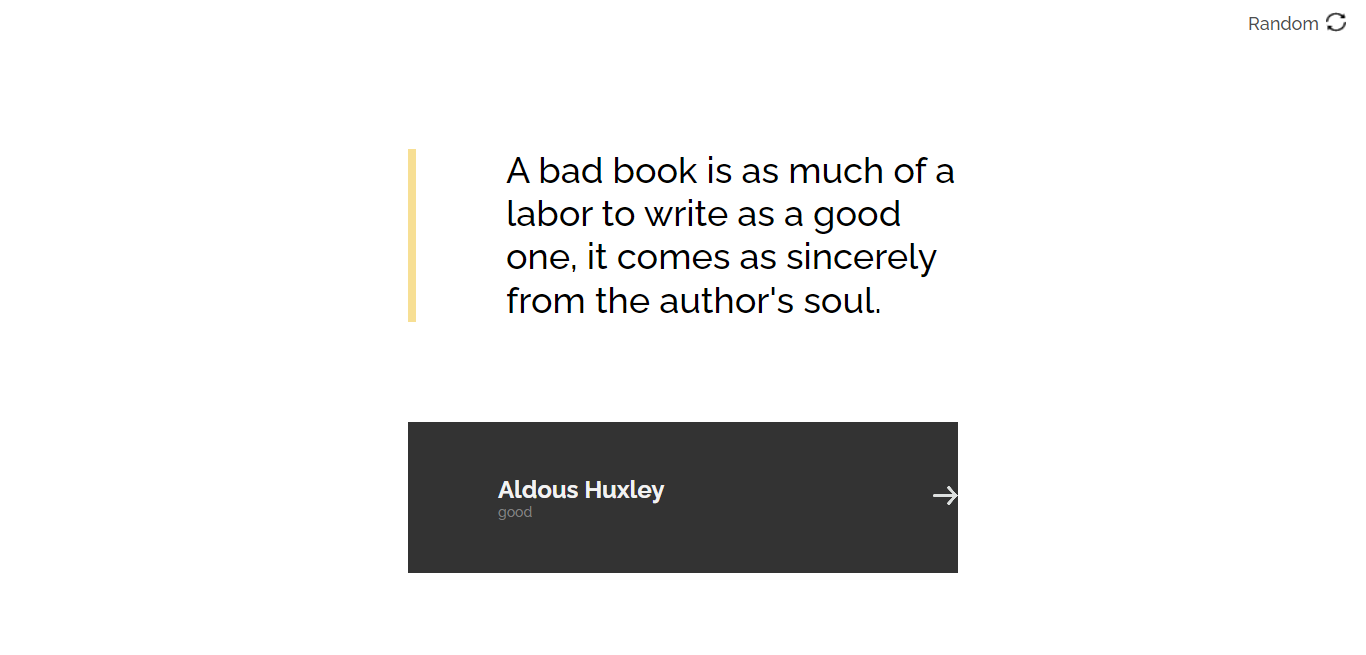 Random
A bad book is as much of a
labor to write as a good
one, it comes as sincerely
from the author's soul.
Aldous Huxley
good